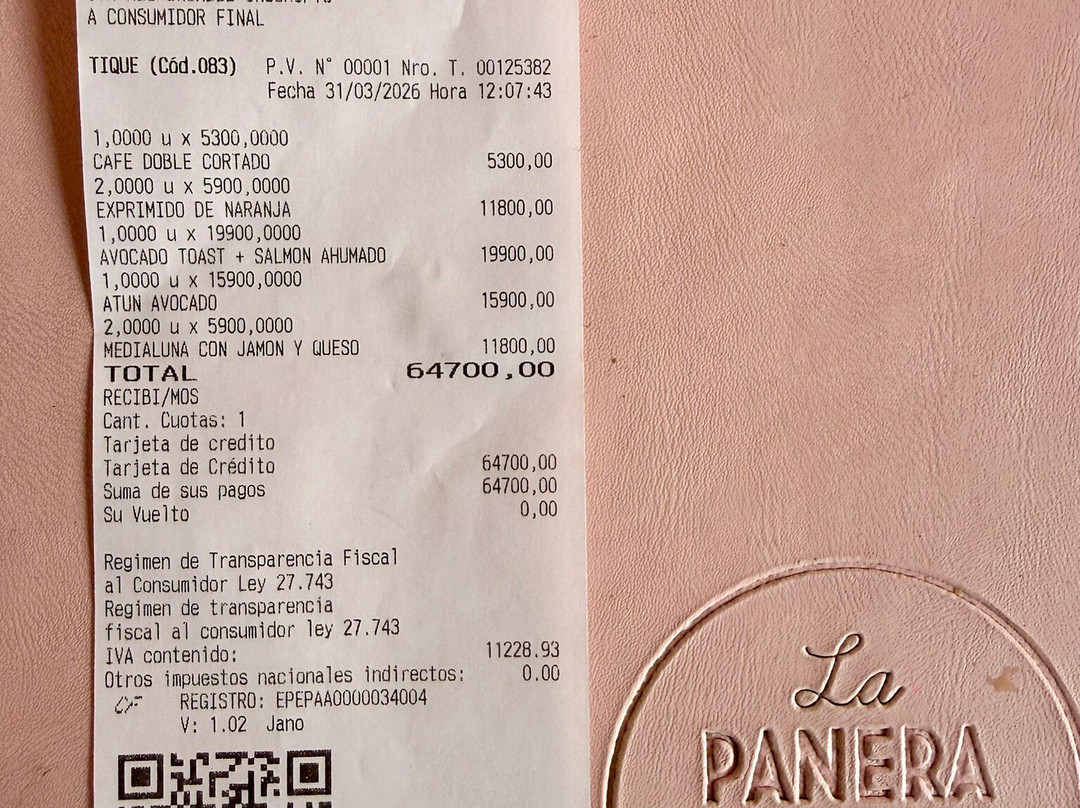 A CONSUMIDOR FINAL
TIQUE (Cód.083) P.V. N° 00001 Nro. T. 00125382
Fecha 31/03/2026 Hora 12:07:43
1,0000 u x 5300,0000
CAFE DOBLE CORTADO 5300,00
2,0000 u x 5900,0000
EXPRIMIDO DE NARANJA 11800,00
1,0000 u x 19900,0000
AVOCADO TOAST + SALMON AHUMADO 19900,00
1,0000 u x 15900,0000
ATUN AVOCADO 15900,00
2,0000 u x 5900,0000
MEDIALUNA CON JAMON Y QUESO 11800,00
TOTAL 64700,00
RECIBI/MOS
Cant. Cuotas: 1
Tarjeta de credito
Tarjeta de Crédito 64700,00
Suma de sus pagos 64700,00
Su Vuelto 0,00
Regimen de Transparencia Fiscal
al Consumidor Ley 27.743
Regimen de transparencia
fiscal al consumidor ley 27.743
IVA contenido: 11228.93
Otros impuestos nacionales indirectos: 0.00
REGISTRO: EPEPAA0000034004
V: 1.02 Jano
La
PANERA